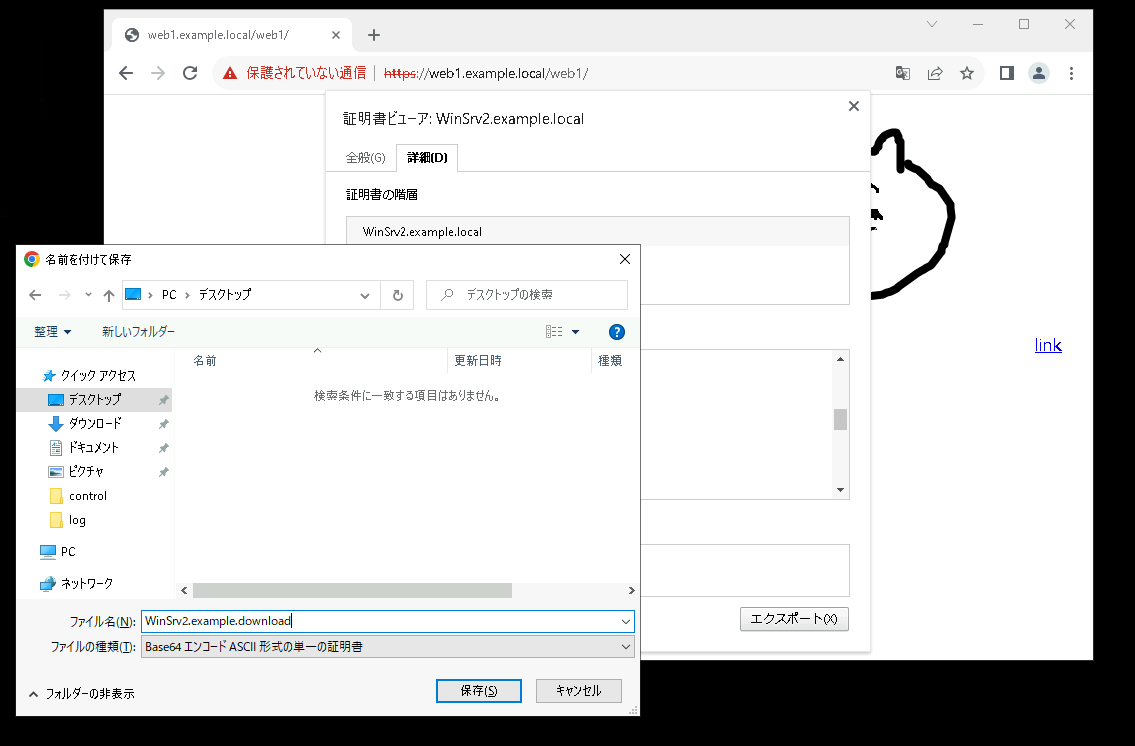 web1.example.local/web1/
保護されていない通信 https://web1.example.local/web1/
証明書ビューア: WinSrv2.example.local
全般(G) 詳細(D)
証明書の階層
WinSrv2.example.local
link
エクスポート(X)
名前を付けて保存
PC デスクトップ
デスクトップの検索
整理 新しいフォルダー
名前 更新日時 種類
検索条件に一致する項目はありません。
クイック アクセス
デスクトップ
ダウンロード
ドキュメント
ピクチャ
control
log
PC
ネットワーク
ファイル名(N): WinSrv2.example.download
ファイルの種類(T): Base64 エンコード ASCII 形式の単一の証明書
フォルダーの非表示 保存(S) キャンセル